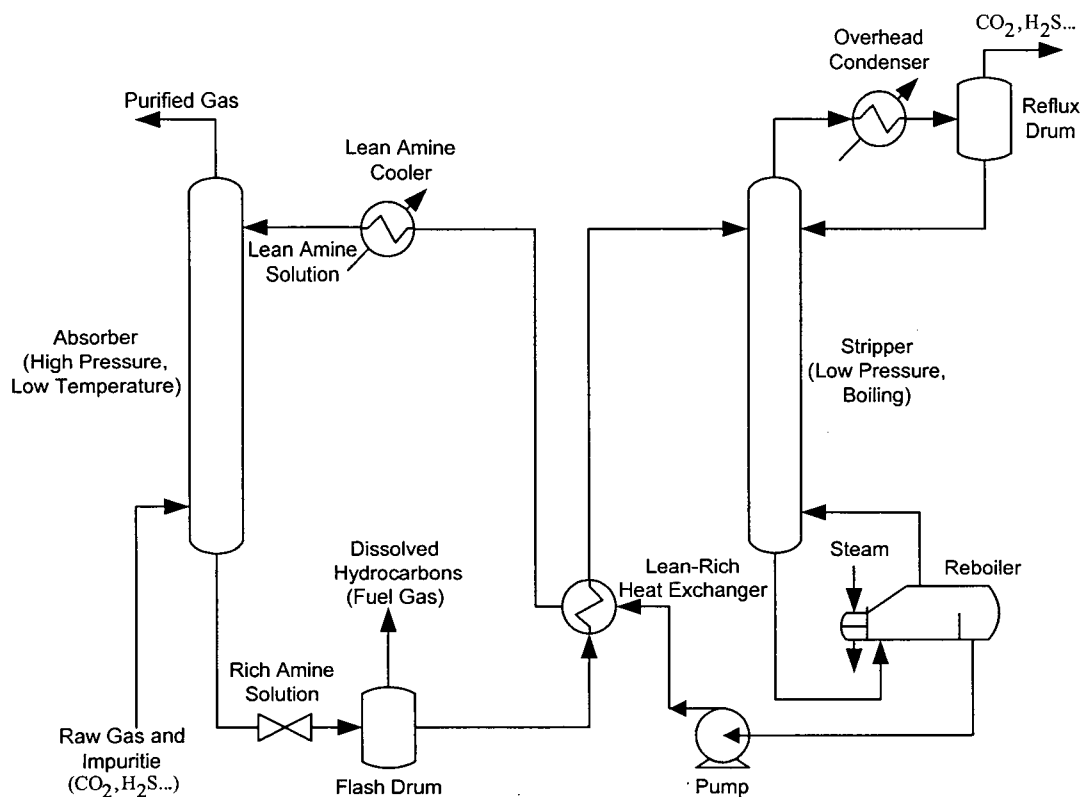 CO2,H2S...
Overhead
Condenser
Reflux
Drum
Purified Gas
Lean Amine
Cooler
Lean Amine
Solution
Absorber
(High Pressure,
Low Temperature)
Stripper
(Low Pressure,
Boiling)
Dissolved
Hydrocarbons
(Fuel Gas)
Lean-Rich
Heat Exchanger
Steam
Reboiler
Rich Amine
Solution
Raw Gas and
Impuritie
(CO2,H2S...)
Flash Drum
Pump